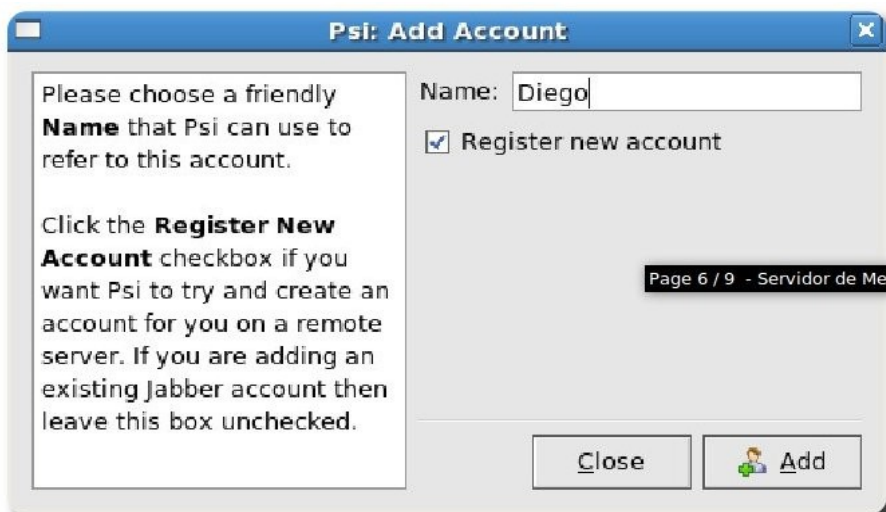 Psi: Add Account
Please choose a friendly
Name that Psi can use to
refer to this account.
Click the Register New
Account checkbox if you
want Psi to try and create an
account for you on a remote
server. If you are adding an
existing Jabber account then
leave this box unchecked.
Name: Diego
Register new account
Page 6 / 9 - Servidor de Me
Close
Add